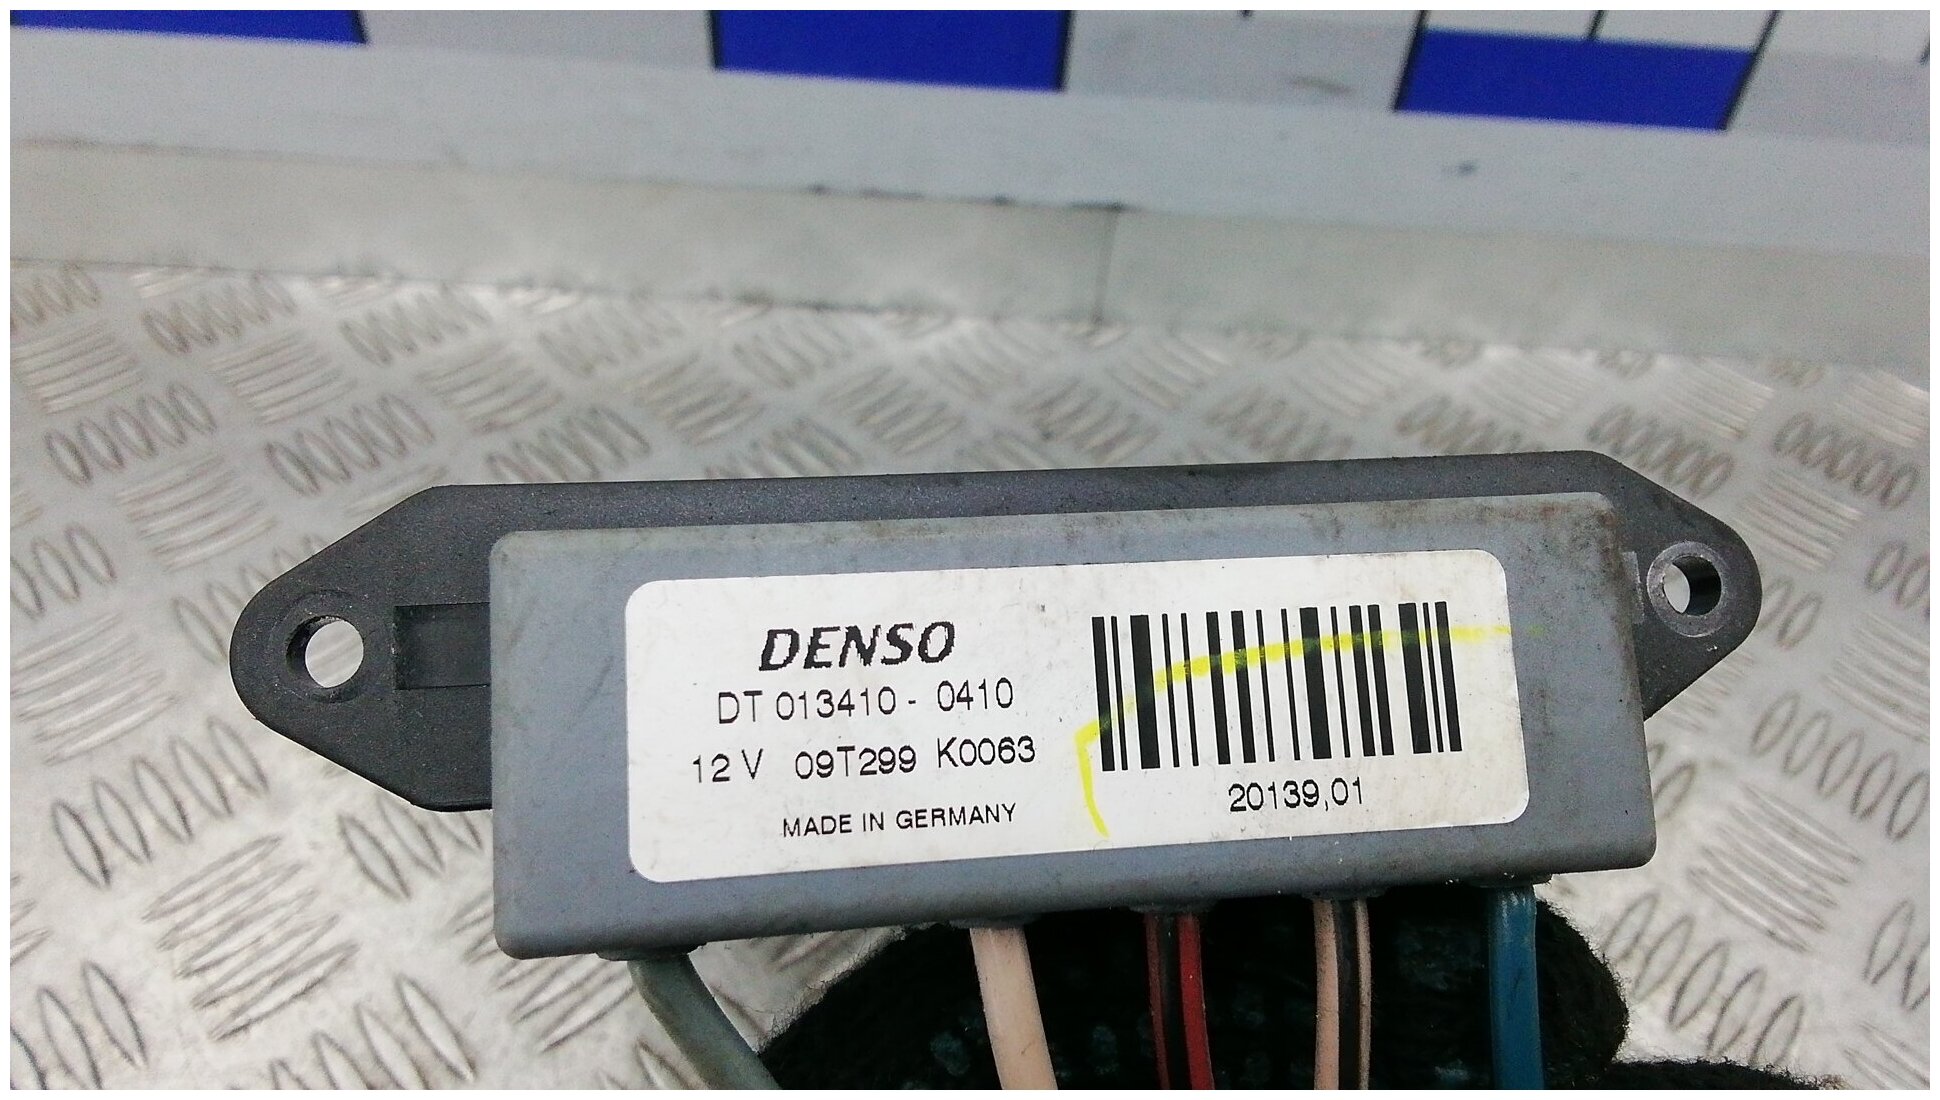 DENSO
DT 013410 - 0410
12 V 09T299 K0063
MADE IN GERMANY
20139,01